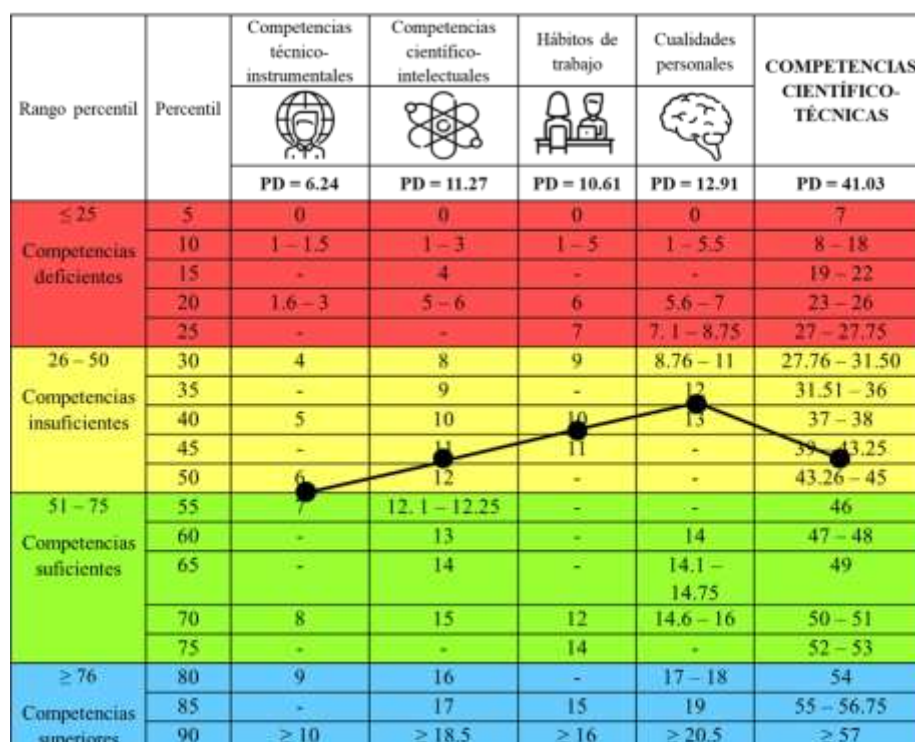 Rango percentil Percentil Competencias técnico-instrumentales Competencias científico-intelectuales Hábitos de trabajo Cualidades personales COMPETENCIAS CIENTÍFICO-TÉCNICAS
PD = 6.24 PD = 11.27 PD = 10.61 PD = 12.91 PD = 41.03
≤ 25 5 0 0 0 0 7
Competencias deficientes 10 1 – 1.5 1 – 3 1 – 5 1 – 5.5 8 – 18
15 - 4 - - 19 – 22
20 1.6 – 3 5 – 6 6 5.6 – 7 23 – 26
25 - - 7 7. 1 – 8.75 27 – 27.75
26 – 50 30 4 8 9 8.76 – 11 27.76 – 31.50
Competencias insuficientes 35 - 9 - 12 31.51 – 36
40 5 10 10 13 37 – 38
45 - 11 11 - 39 – 43.25
50 6 12 - - 43.26 – 45
51 – 75 55 7 12. 1 – 12.25 - - 46
Competencias suficientes 60 - 13 - 14 47 – 48
65 - 14 - 14.1 – 14.75 49
70 8 15 12 14.6 – 16 50 – 51
75 - - 14 - 52 – 53
≥ 76 80 9 16 - 17 – 18 54
Competencias superiores 85 - 17 15 19 55 – 56.75
90 ≥ 10 ≥ 18.5 ≥ 16 ≥ 20.5 ≥ 57